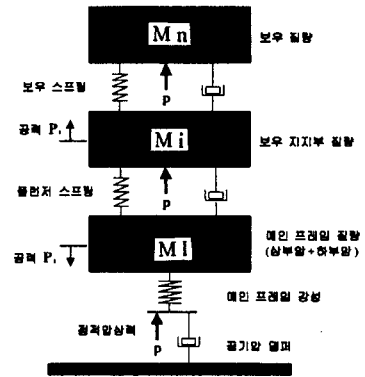 Mn
보우 질량
보우 스프링
P
공력 P
Mi
보우 지지부 질량
플런저 스프링
P
메인 프레임 질량
(상부암+하부암)
M1
공력 P
메인 프레임 강성
정적압상력
P
공기압 댐퍼